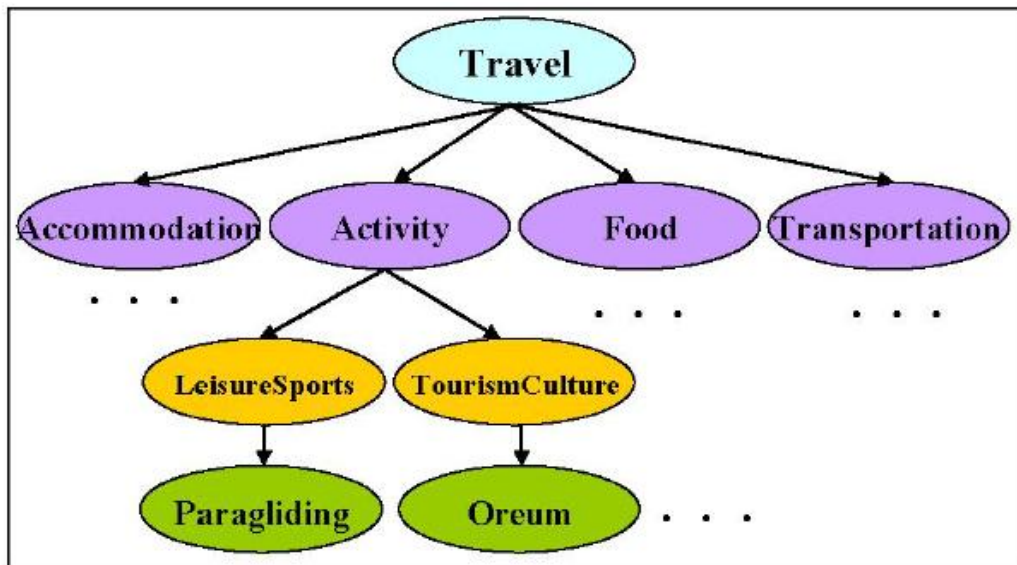 Travel
Accommodation Activity Food Transportation
. . . . . . . . .
LeisureSports TourismCulture
Paragliding Oreum . . .